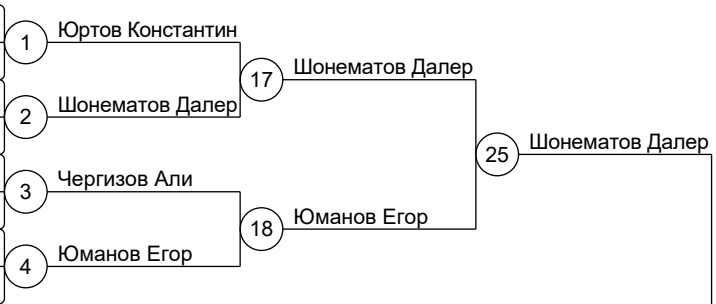 1 Юртов Константин
17 Шонематов Далер
2 Шонематов Далер
25 Шонематов Далер
3 Чергизов Али
18 Юманов Егор
4 Юманов Егор